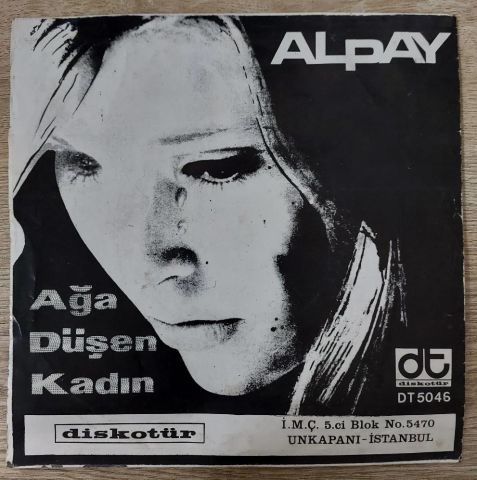 ALpAY
Ağa
Düşen
Kadın
dt
diskotür
DT 5046
diskotür
İ.M.Ç. 5.ci Blok No.5470
UNKAPANI-İSTANBUL